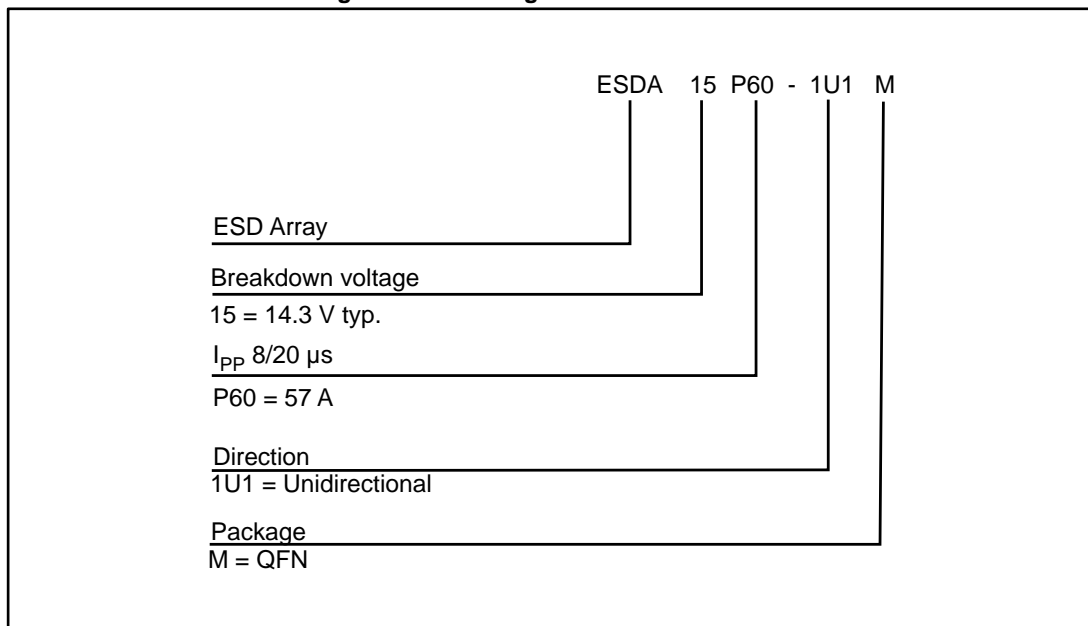 ESDA 15 P60 - 1U1 M
ESD Array
Breakdown voltage
15 = 14.3 V typ.
IPP 8/20 µs
P60 = 57 A
Direction
1U1 = Unidirectional
Package
M = QFN